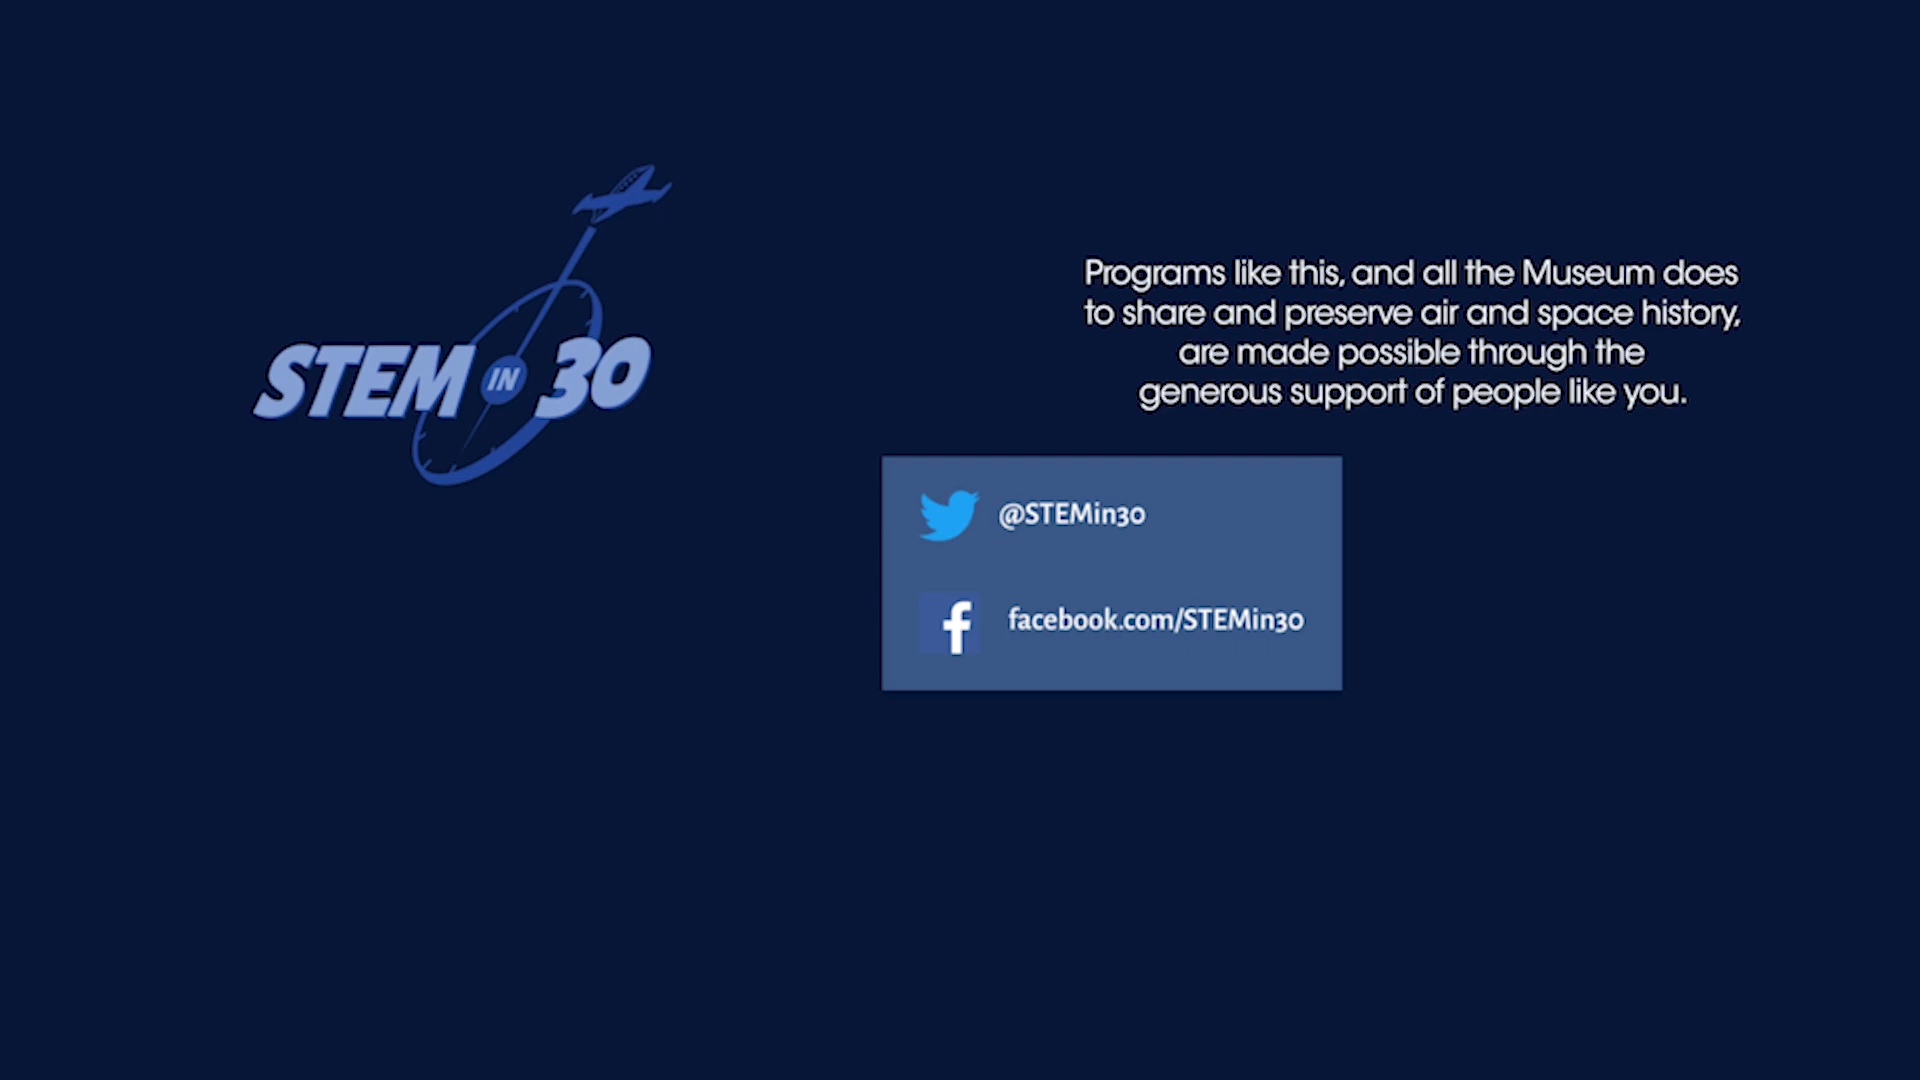 STEM IN 30
Programs like this, and all the Museum does
to share and preserve air and space history,
are made possible through the
generous support of people like you.
@STEMin30
facebook.com/STEMin30